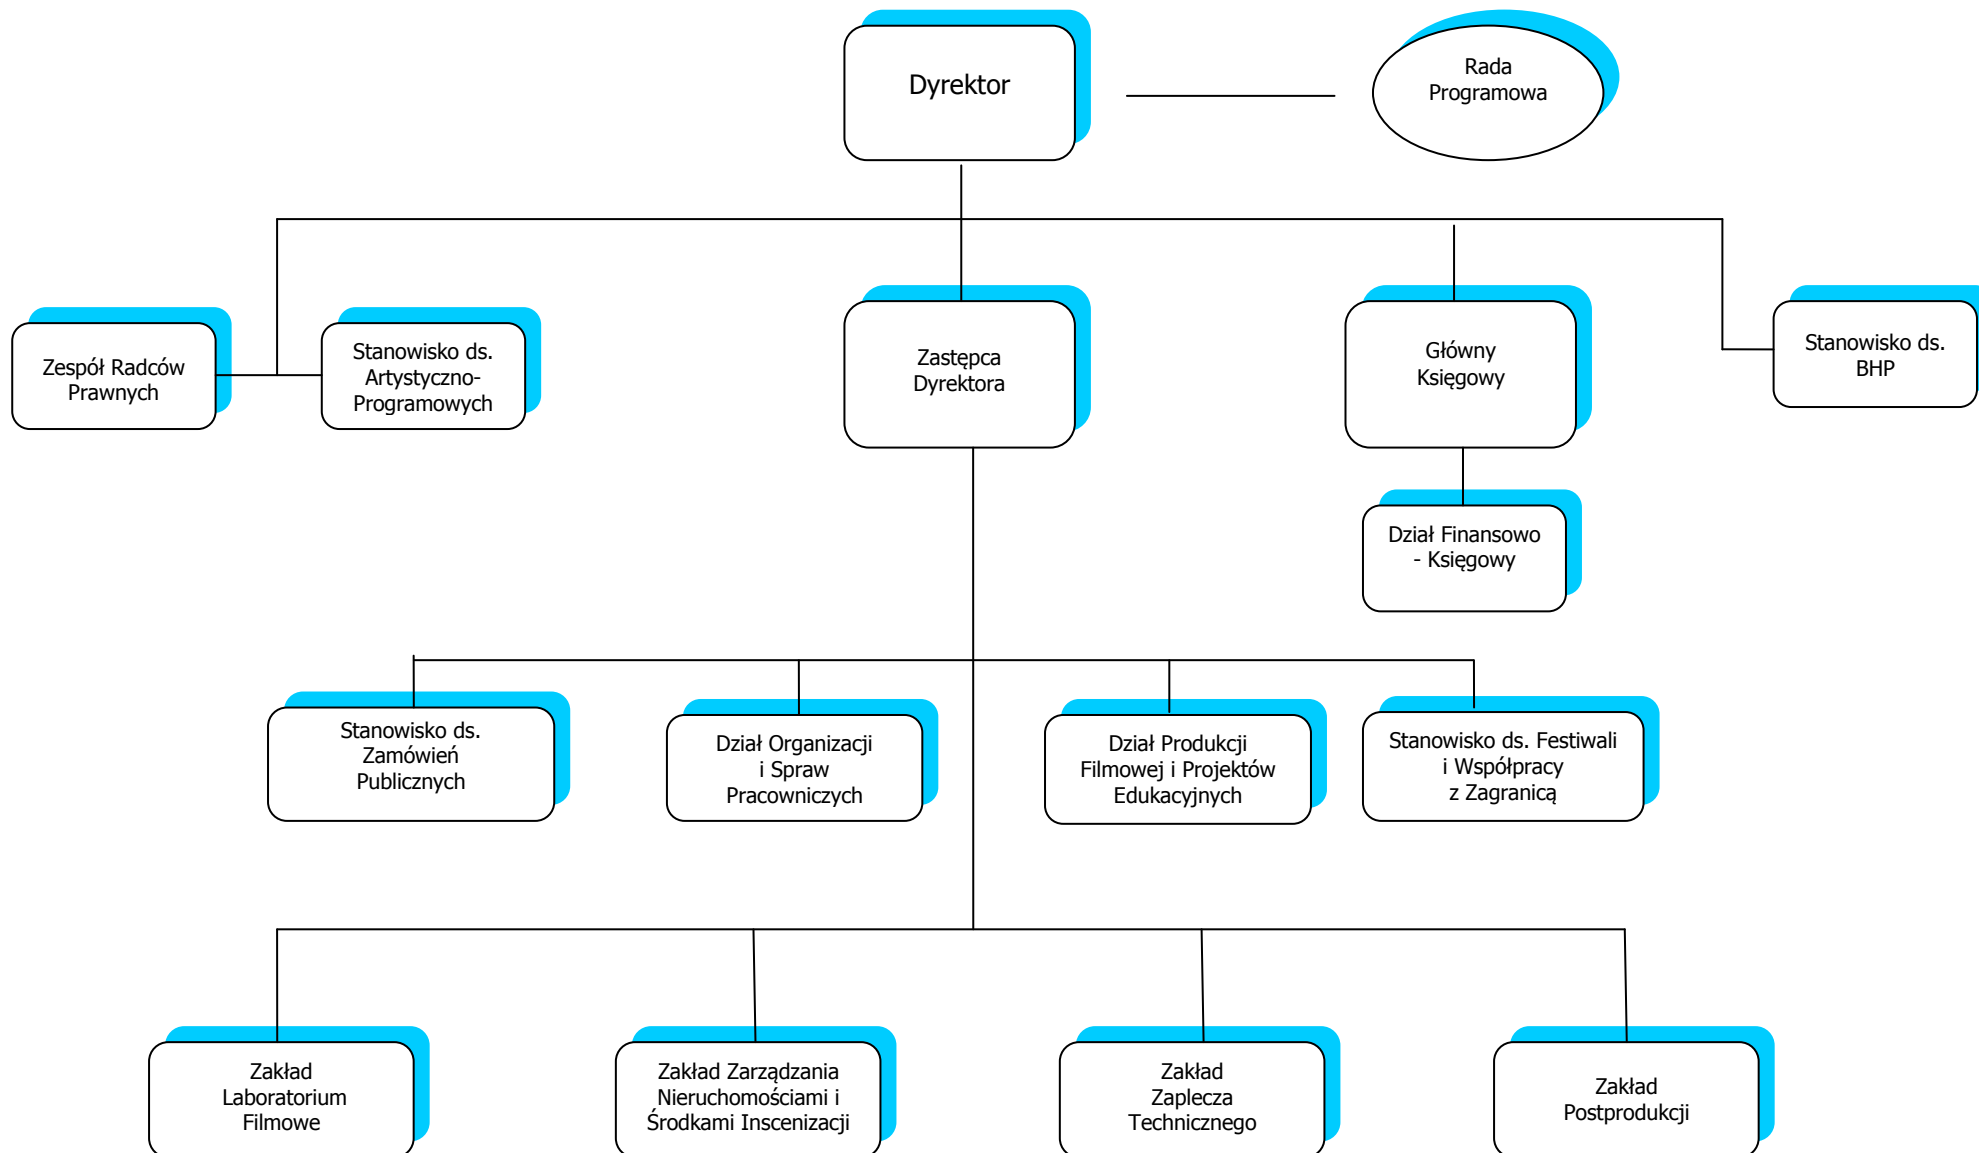 Dyrektor
Rada
Programowa
Zespół Radców
Prawnych
Stanowisko ds.
Artystyczno-
Programowych
Zastępca
Dyrektora
Główny
Księgowy
Stanowisko ds.
BHP
Dział Finansowo
- Księgowy
Stanowisko ds.
Zamówień
Publicznych
Dział Organizacji
i Spraw
Pracowniczych
Dział Produkcji
Filmowej i Projektów
Edukacyjnych
Stanowisko ds. Festiwali
i Współpracy
z Zagranicą
Zakład
Laboratorium
Filmowe
Zakład Zarządzania
Nieruchomościami i
Środkami Inscenizacji
Zakład
Zaplecza
Technicznego
Zakład
Postprodukcji